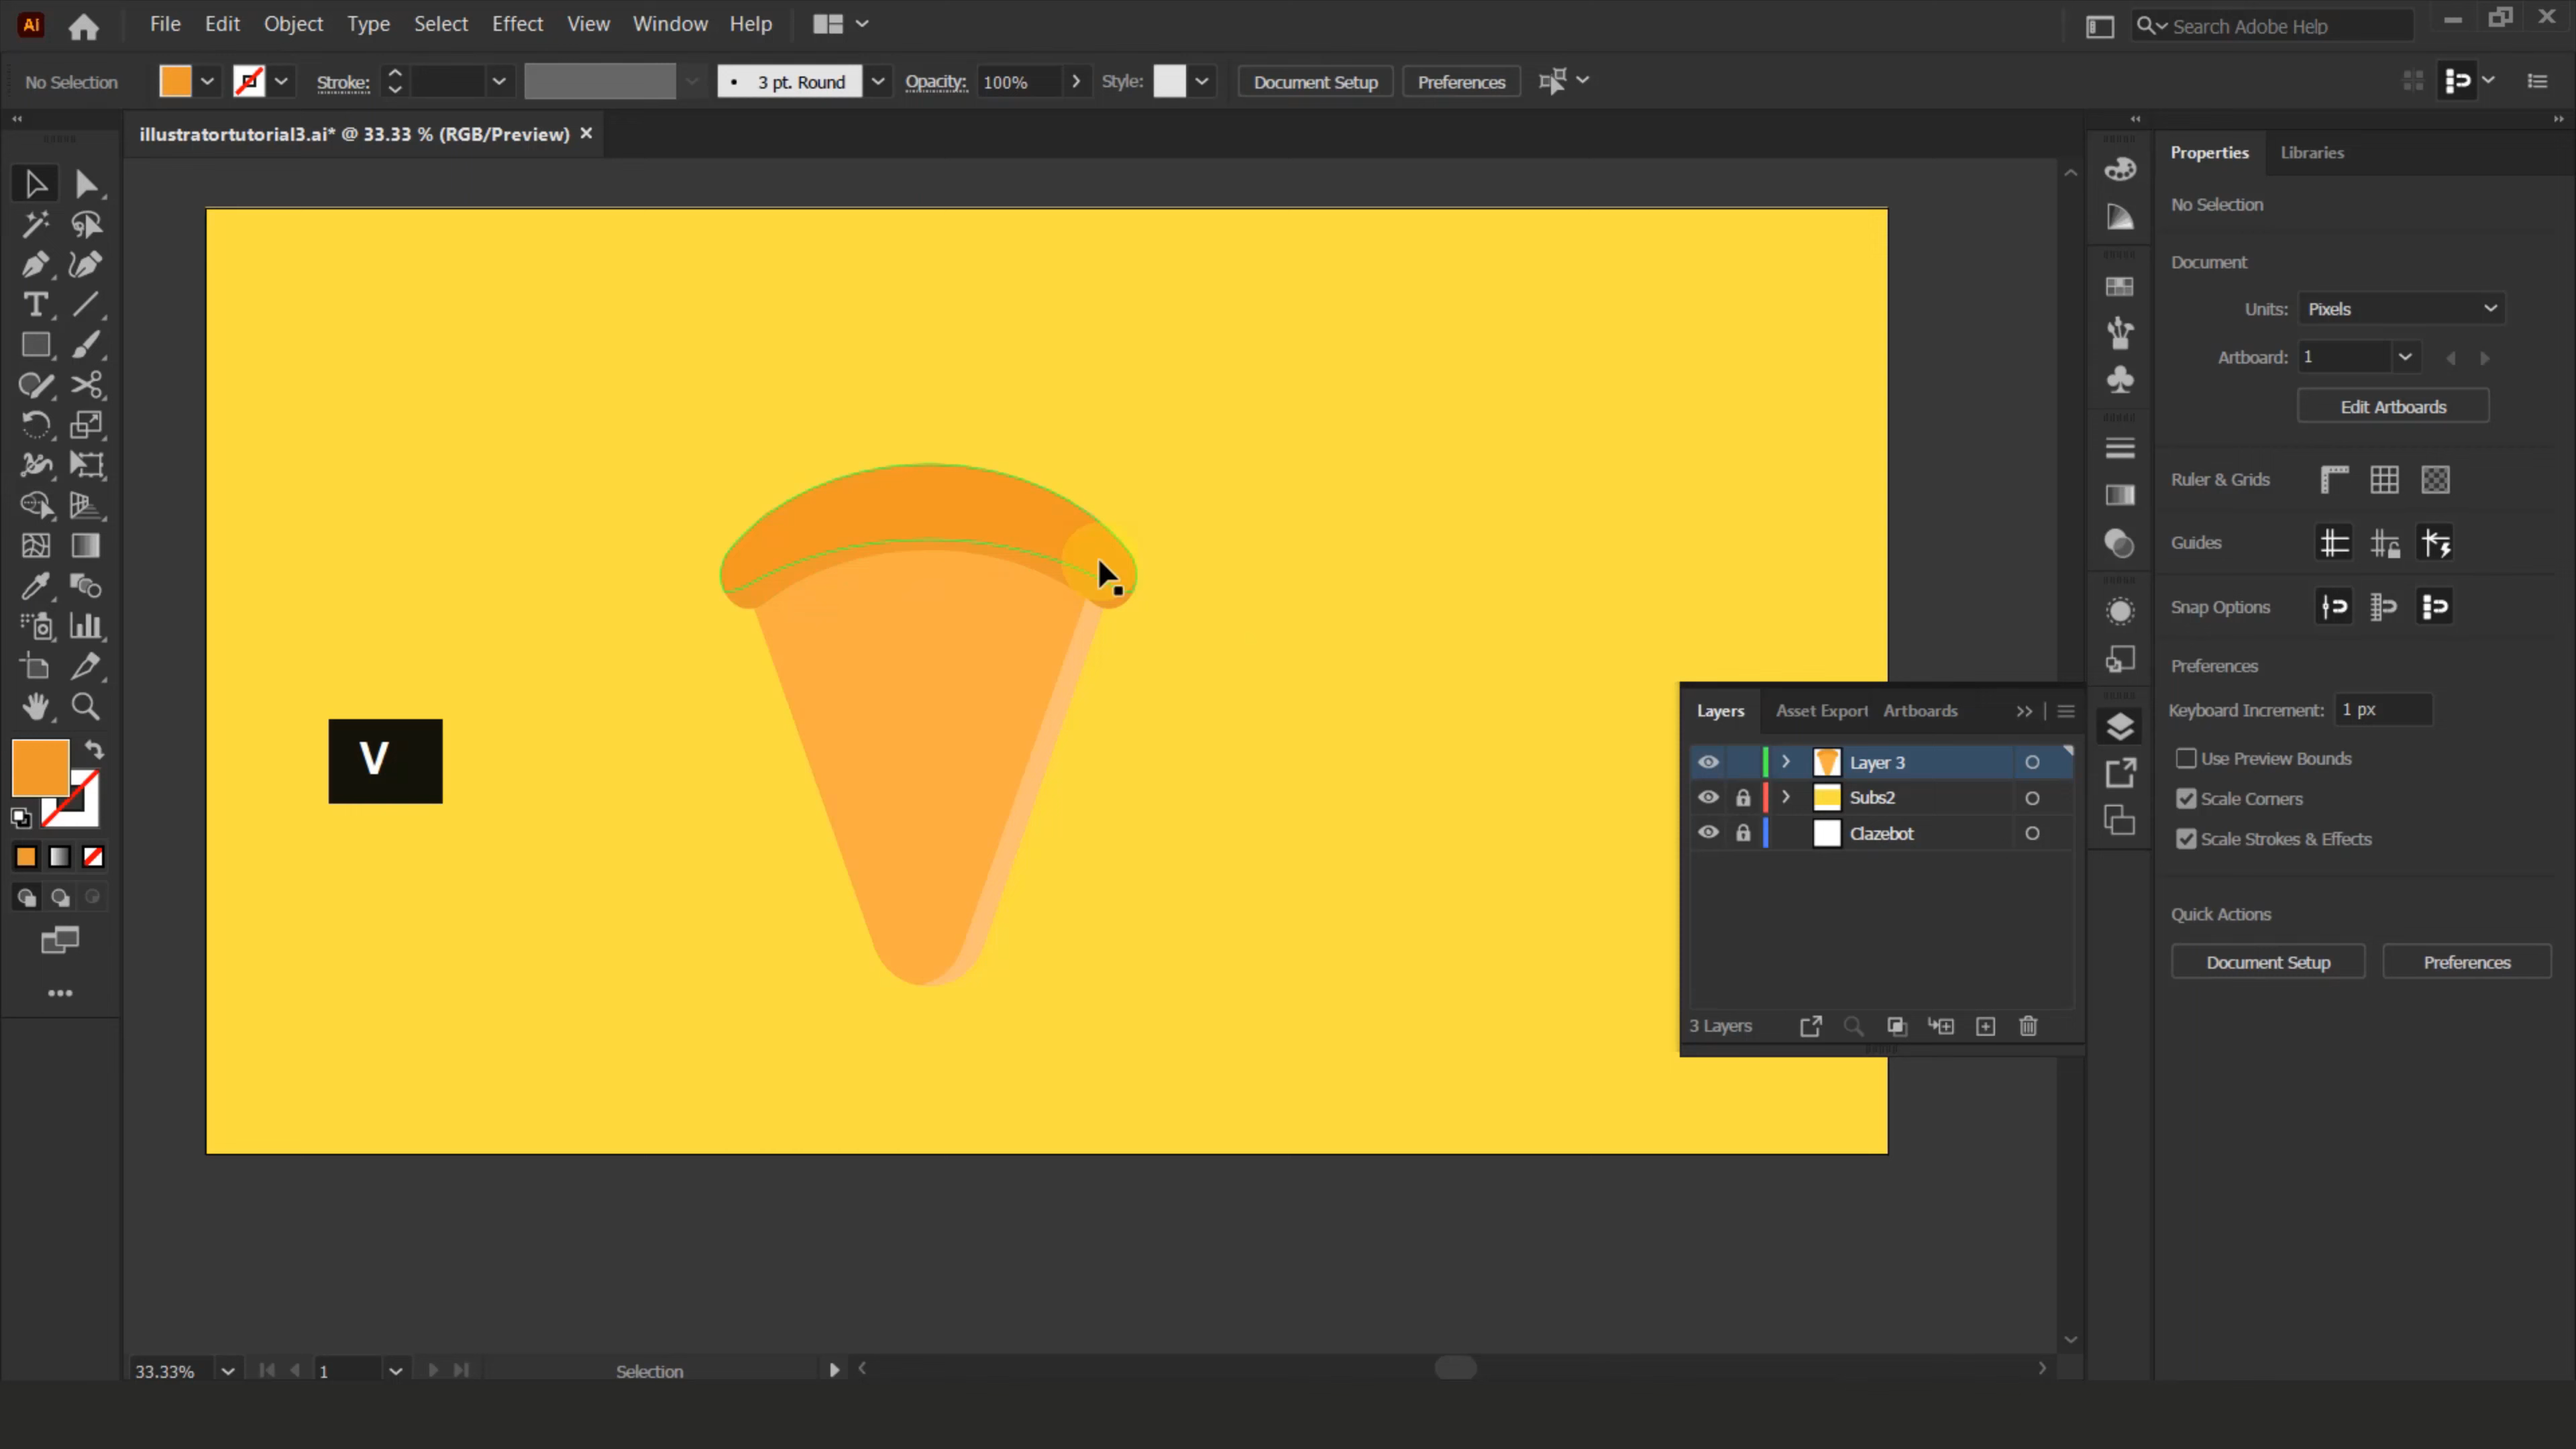 Ai File Edit Object Type Select Effect View Window Help Search Adobe Help
No Selection Stroke: 3 pt. Round Opacity: 100% Style: Document Setup Preferences
illustratortutorial3.ai* @ 33.33 % (RGB/Preview)
Properties Libraries
No Selection
Document
Units: Pixels
Artboard: 1
Edit Artboards
Ruler & Grids
Guides
Snap Options
Preferences
Keyboard Increment: 1 px
Use Preview Bounds
Scale Corners
Scale Strokes & Effects
Quick Actions
Document Setup Preferences
V
Layers Asset Export Artboards
Layer 3
Subs2
Clazebot
3 Layers
33.33% 1 Selection